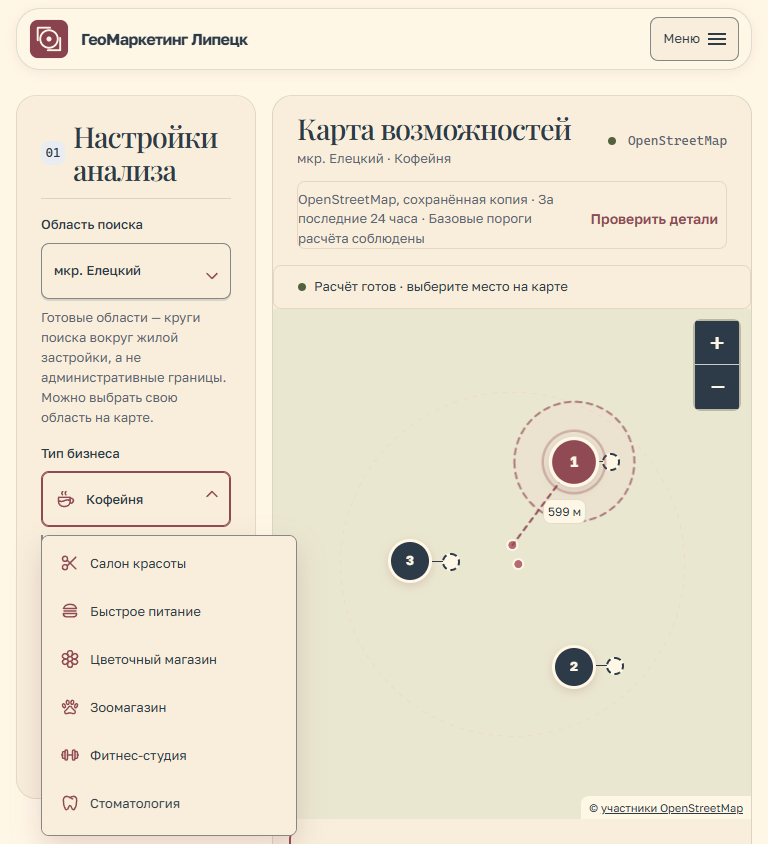 ГеоМаркетинг Липецк
Меню
01
Настройки
анализа
Область поиска
мкр. Елецкий
Готовые области — круги
поиска вокруг жилой
застройки, а не
административные границы.
Можно выбрать свою
область на карте.
Тип бизнеса
Кофейня
Салон красоты
Быстрое питание
Цветочный магазин
Зоомагазин
Фитнес-студия
Стоматология
Карта возможностей
мкр. Елецкий · Кофейня
OpenStreetMap
OpenStreetMap, сохранённая копия · За
последние 24 часа · Базовые пороги
расчёта соблюдены
Проверить детали
Расчёт готов · выберите место на карте
+
−
1
599 м
3
2
© участники OpenStreetMap